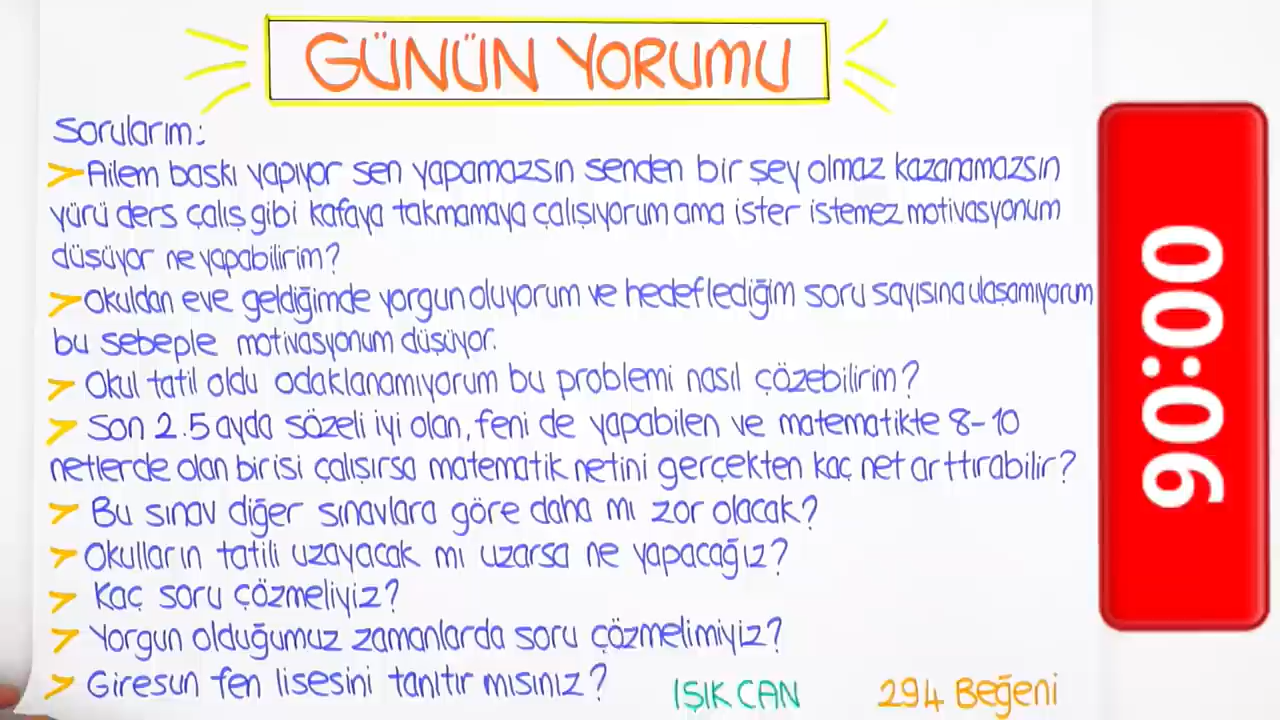 GÜNÜN YORUMU
Sorularım:
➤ Ailem baskı yapıyor sen yapamazsın senden bir şey olmaz kazanamazsın
yürü ders çalış gibi kafaya takmamaya çalışıyorum ama ister istemez motivasyonum
düşüyor ne yapabilirim?
➤ Okuldan eve geldiğimde yorgun oluyorum ve hedeflediğim soru sayısına ulaşamıyorum
bu sebeple motivasyonum düşüyor.
➤ Okul tatil oldu odaklanamıyorum bu problemi nasıl çözebilirim?
➤ Son 2.5 ayda sözeli iyi olan, feni de yapabilen ve matematikte 8-10
netlerde olan birisi çalışırsa matematik netini gerçekten kaç net arttırabilir?
➤ Bu sınav diğer sınavlara göre daha mı zor olacak?
➤ Okulların tatili uzayacak mı uzarsa ne yapacağız?
➤ Kaç soru çözmeliyiz?
➤ Yorgun olduğumuz zamanlarda soru çözmelimiyiz?
➤ Giresun fen lisesini tanıtır mısınız?
IŞIK CAN
294 Beğeni
90:00